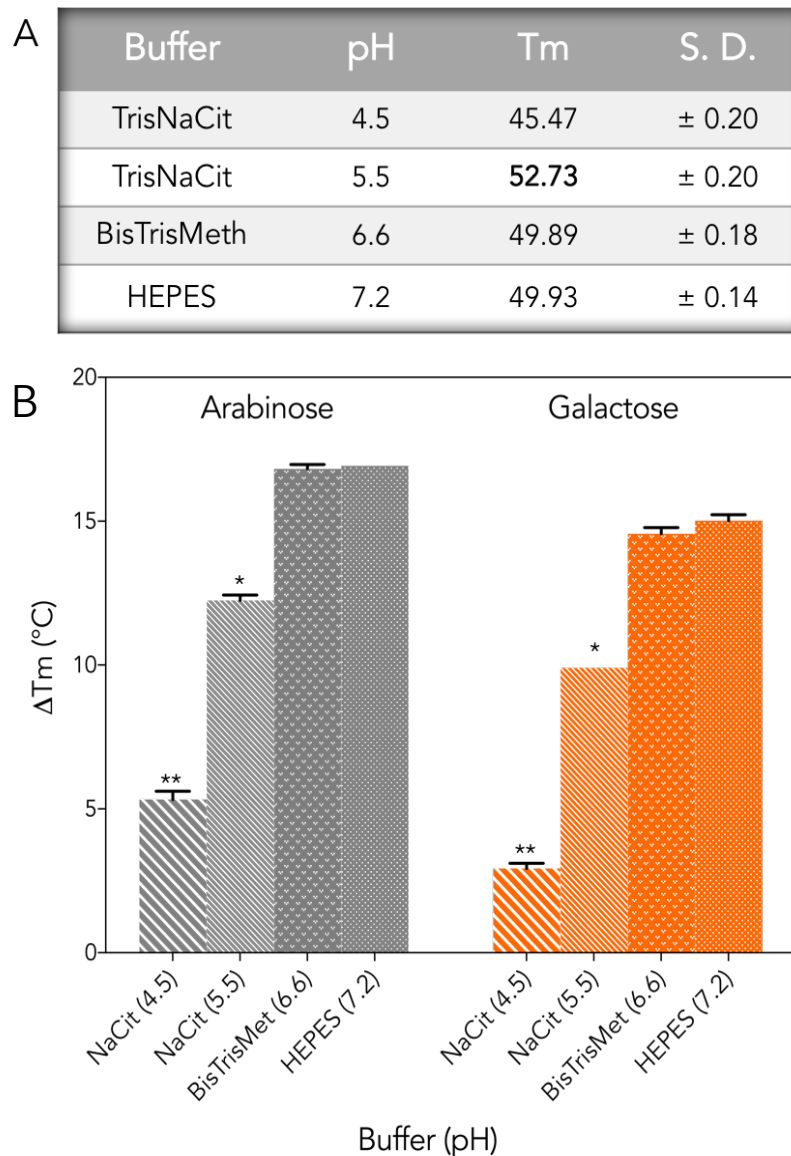 A
Buffer pH Tm S. D.
TrisNaCit 4.5 45.47 ± 0.20
TrisNaCit 5.5 52.73 ± 0.20
BisTrisMeth 6.6 49.89 ± 0.18
HEPES 7.2 49.93 ± 0.14
B
Arabinose Galactose
20
15
10
5
0
ΔTm (°C)
** * ** *
NaCit (4.5) NaCit (5.5) BisTrisMet (6.6) HEPES (7.2) NaCit (4.5) NaCit (5.5) BisTrisMet (6.6) HEPES (7.2)
Buffer (pH)